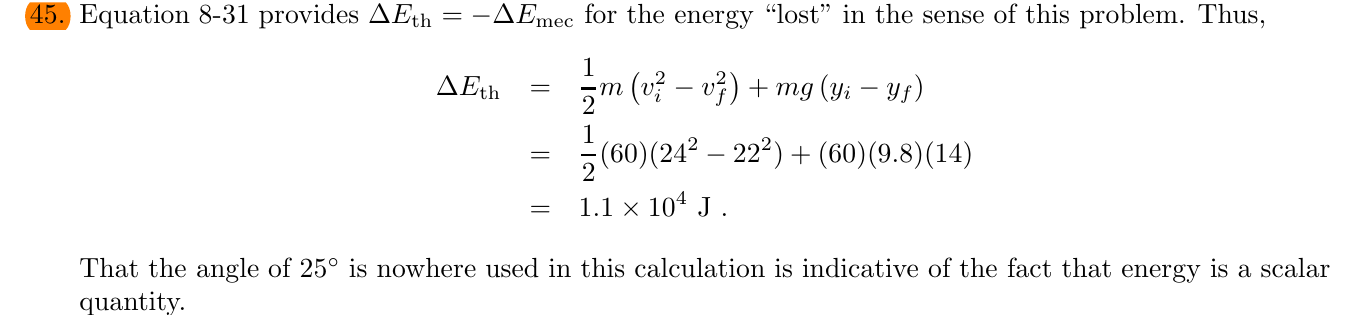 45. Equation 8-31 provides ΔE_th = −ΔE_mec for the energy “lost” in the sense of this problem. Thus,
ΔE_th = 1/2 m (v_i^2 − v_f^2) + mg (y_i − y_f)
= 1/2 (60)(24^2 − 22^2) + (60)(9.8)(14)
= 1.1 × 10^4 J .
That the angle of 25° is nowhere used in this calculation is indicative of the fact that energy is a scalar
quantity.